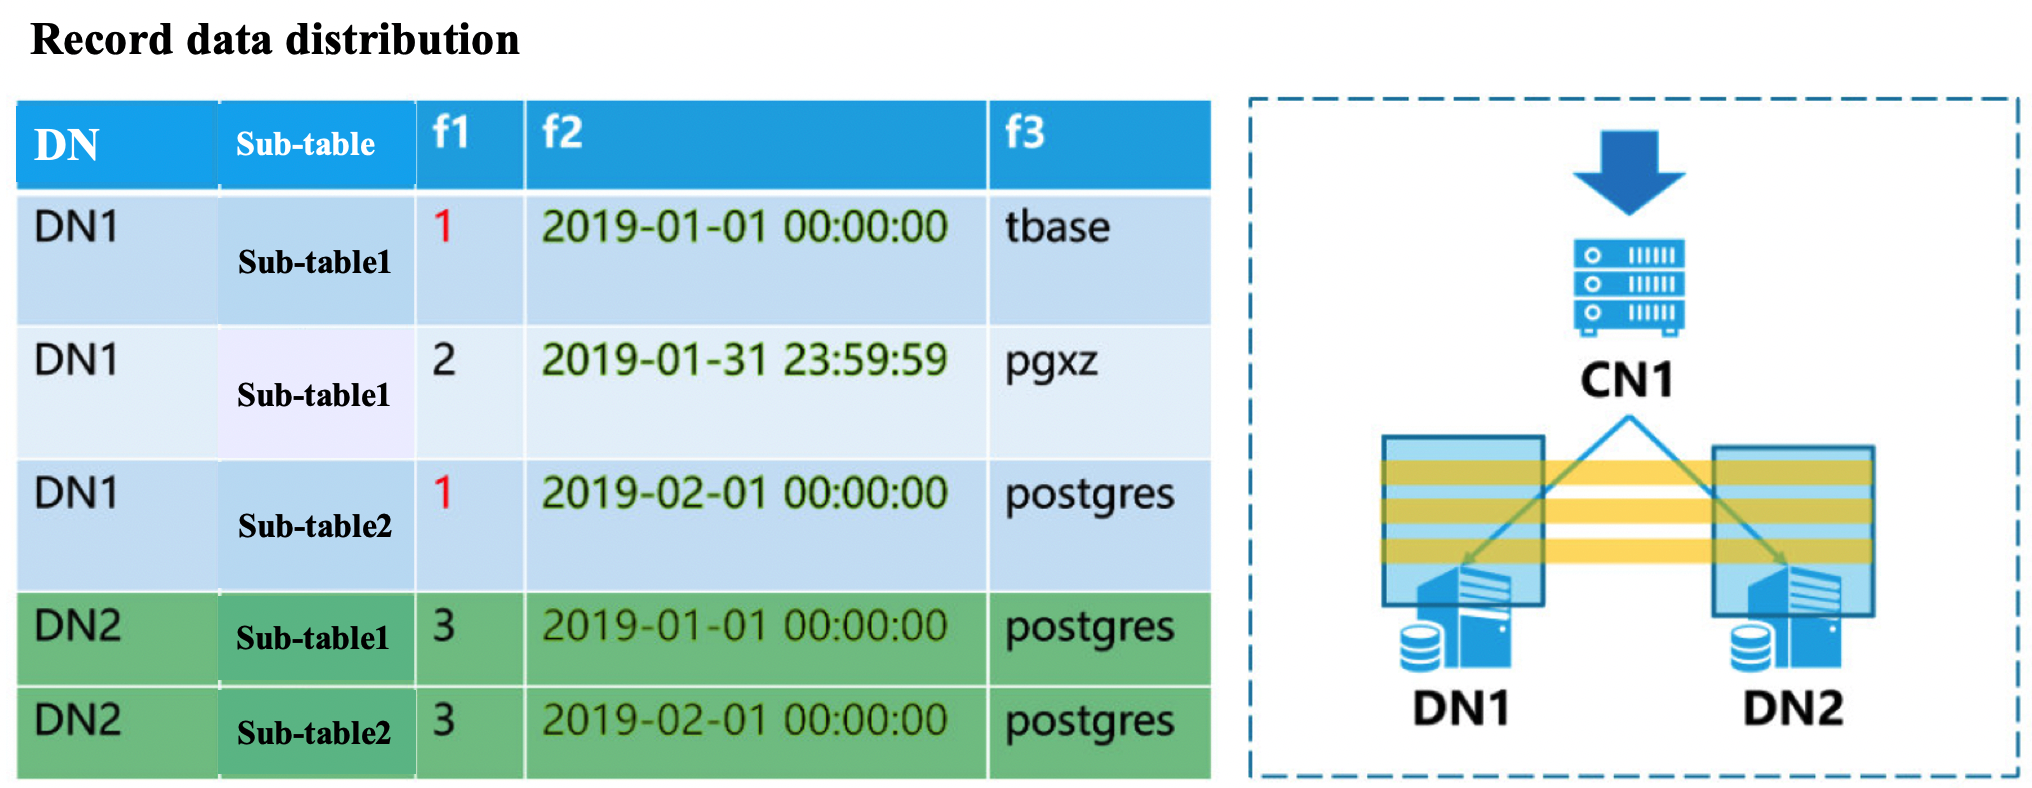 Record data distribution
DN Sub-table f1 f2 f3
DN1 Sub-table1 1 2019-01-01 00:00:00 tbase
DN1 Sub-table1 2 2019-01-31 23:59:59 pgxz
DN1 Sub-table2 1 2019-02-01 00:00:00 postgres
DN2 Sub-table1 3 2019-01-01 00:00:00 postgres
DN2 Sub-table2 3 2019-02-01 00:00:00 postgres
CN1
DN1 DN2